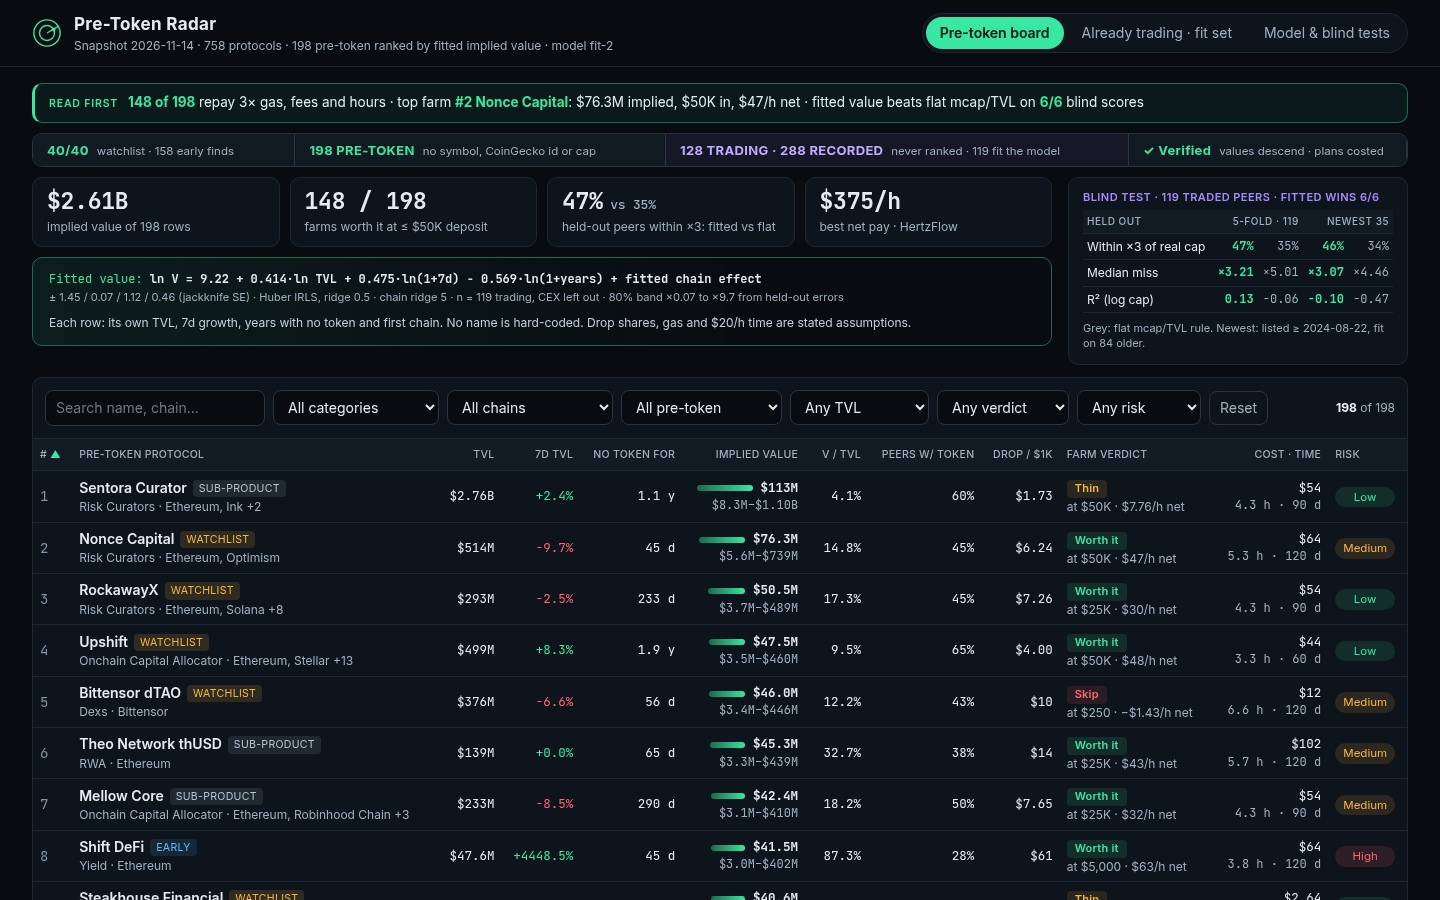 Pre-Token Radar
Snapshot 2026-11-14 · 758 protocols · 198 pre-token ranked by fitted implied value · model fit-2
Pre-token board
Already trading · fit set
Model & blind tests
READ FIRST 148 of 198 repay 3× gas, fees and hours · top farm #2 Nonce Capital: $76.3M implied, $50K in, $47/h net · fitted value beats flat mcap/TVL on 6/6 blind scores
40/40 watchlist · 158 early finds
198 PRE-TOKEN no symbol, CoinGecko id or cap
128 TRADING · 288 RECORDED never ranked · 119 fit the model
✓ Verified values descend · plans costed
$2.61B
implied value of 198 rows
148 / 198
farms worth it at ≤ $50K deposit
47% vs 35%
held-out peers within ×3: fitted vs flat
$375/h
best net pay · HertzFlow
BLIND TEST · 119 TRADED PEERS · FITTED WINS 6/6
HELD OUT 5-FOLD · 119 NEWEST 35
Within ×3 of real cap 47% 35% 46% 34%
Median miss ×3.21 ×5.01 ×3.07 ×4.46
R² (log cap) 0.13 -0.06 -0.10 -0.47
Grey: flat mcap/TVL rule. Newest: listed ≥ 2024-08-22, fit
on 84 older.
Fitted value: ln V = 9.22 + 0.414·ln TVL + 0.475·ln(1+7d) - 0.569·ln(1+years) + fitted chain effect
± 1.45 / 0.07 / 1.12 / 0.46 (jackknife SE) · Huber IRLS, ridge 0.5 · chain ridge 5 · n = 119 trading, CEX left out · 80% band ×0.07 to ×9.7 from held-out errors
Each row: its own TVL, 7d growth, years with no token and first chain. No name is hard-coded. Drop shares, gas and $20/h time are stated assumptions.
Search name, chain...
All categories
All chains
All pre-token
Any TVL
Any verdict
Any risk
Reset
198 of 198
# ▲ PRE-TOKEN PROTOCOL TVL 7D TVL NO TOKEN FOR IMPLIED VALUE V / TVL PEERS W/ TOKEN DROP / $1K FARM VERDICT COST · TIME RISK
1 Sentora Curator SUB-PRODUCT $2.76B +2.4% 1.1 y $113M 4.1% 60% $1.73 Thin $54 Low
Risk Curators · Ethereum, Ink +2 $8.3M–$1.10B at $50K · $7.76/h net 4.3 h · 90 d
2 Nonce Capital WATCHLIST $514M -9.7% 45 d $76.3M 14.8% 45% $6.24 Worth it $64 Medium
Risk Curators · Ethereum, Optimism $5.6M–$739M at $50K · $47/h net 5.3 h · 120 d
3 RockawayX WATCHLIST $293M -2.5% 233 d $50.5M 17.3% 45% $7.26 Worth it $54 Low
Risk Curators · Ethereum, Solana +8 $3.7M–$489M at $25K · $30/h net 4.3 h · 90 d
4 Upshift WATCHLIST $499M +8.3% 1.9 y $47.5M 9.5% 65% $4.00 Worth it $44 Low
Onchain Capital Allocator · Ethereum, Stellar +13 $3.5M–$460M at $50K · $48/h net 3.3 h · 60 d
5 Bittensor dTAO WATCHLIST $376M -6.6% 56 d $46.0M 12.2% 43% $10 Skip $12 Medium
Dexs · Bittensor $3.4M–$446M at $250 · −$1.43/h net 6.6 h · 120 d
6 Theo Network thUSD SUB-PRODUCT $139M +0.0% 65 d $45.3M 32.7% 38% $14 Worth it $102 Medium
RWA · Ethereum $3.3M–$439M at $25K · $43/h net 5.7 h · 120 d
7 Mellow Core SUB-PRODUCT $233M -8.5% 290 d $42.4M 18.2% 50% $7.65 Worth it $54 Medium
Onchain Capital Allocator · Ethereum, Robinhood Chain +3 $3.1M–$410M at $25K · $32/h net 4.3 h · 90 d
8 Shift DeFi EARLY $47.6M +4448.5% 45 d $41.5M 87.3% 28% $61 Worth it $64 High
Yield · Ethereum $3.0M–$402M at $5,000 · $63/h net 3.8 h · 120 d
Steakhouse Financial WATCHLIST $40.6M Thin $2.64